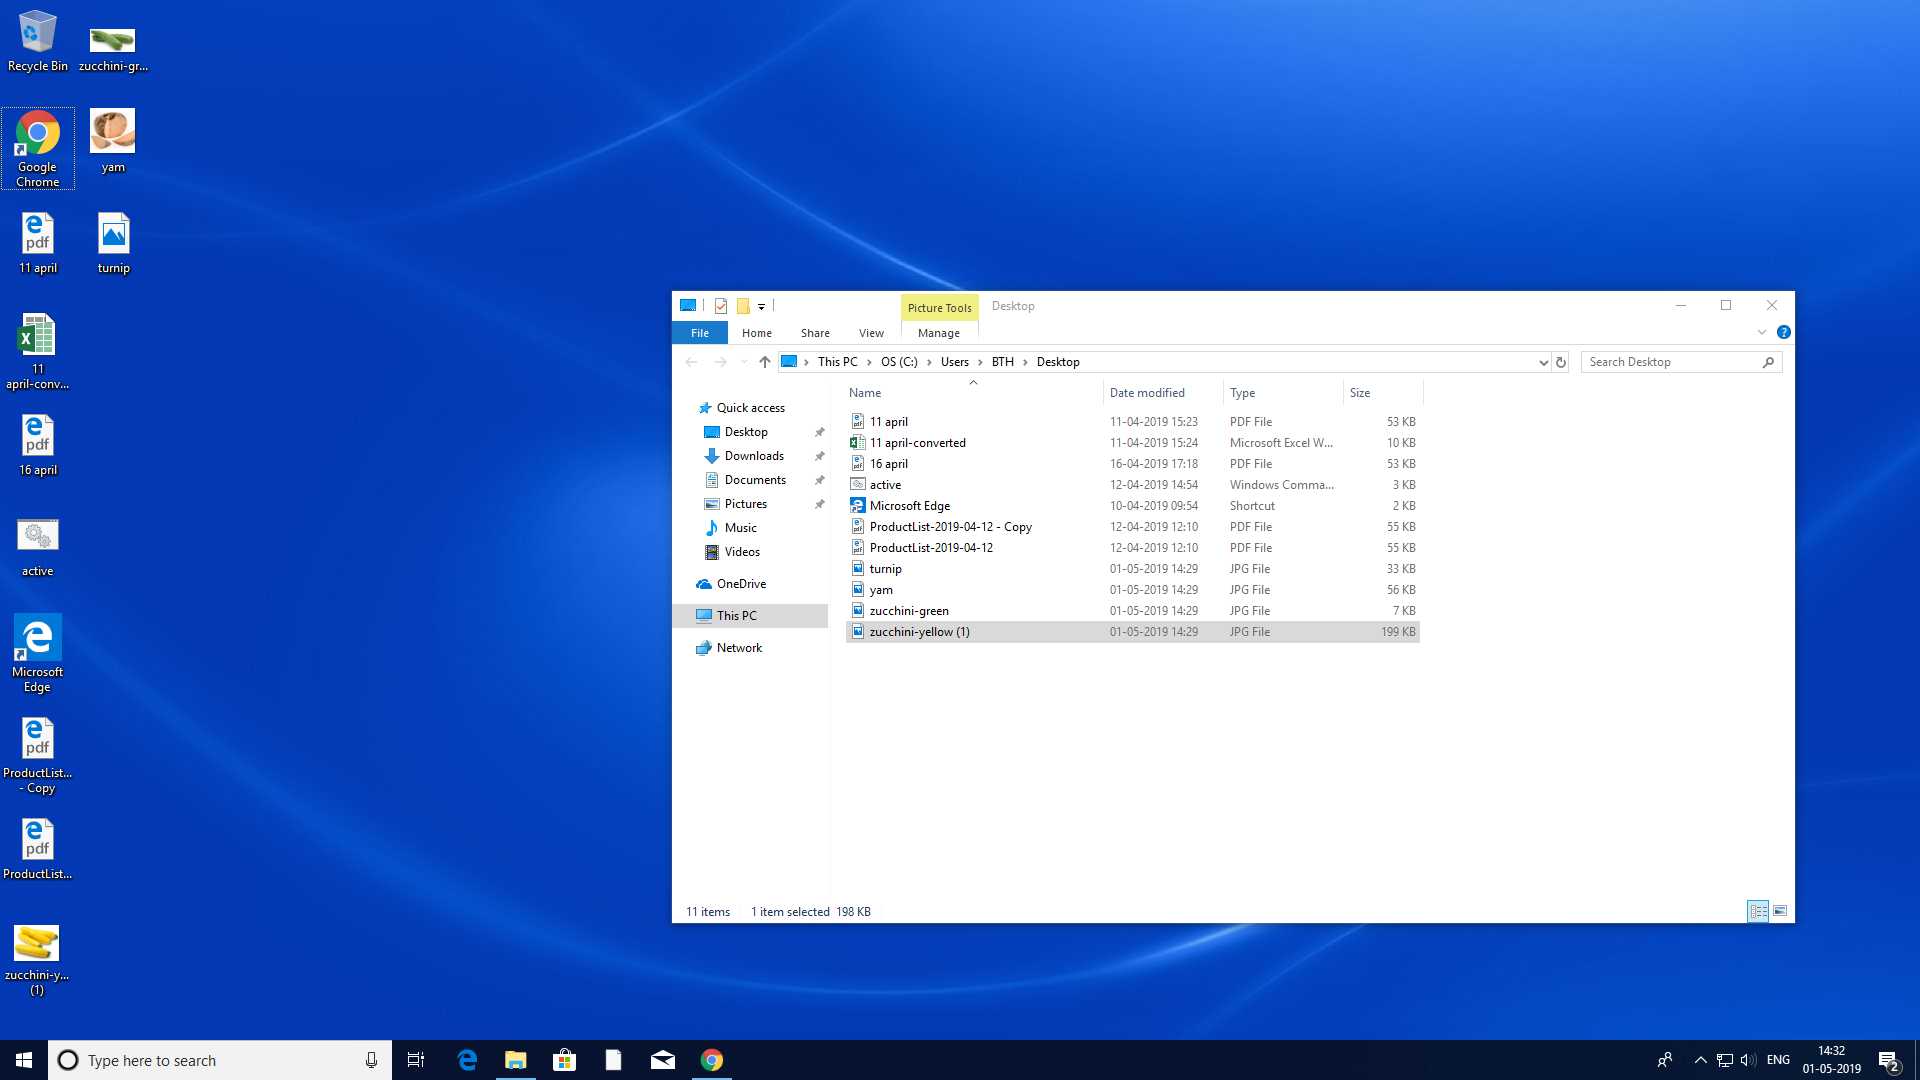 Recycle Bin
zucchini-gr...
Google
Chrome
yam
11 april
turnip
11
april-conv...
16 april
active
Microsoft
Edge
ProductList...
- Copy
ProductList...
zucchini-y...
(1)
Picture Tools
Desktop
File
Home
Share
View
Manage
This PC
OS (C:)
Users
BTH
Desktop
Search Desktop
Name
Date modified
Type
Size
Quick access
Desktop
Downloads
Documents
Pictures
Music
Videos
OneDrive
This PC
Network
11 april 11-04-2019 15:23 PDF File 53 KB
11 april-converted 11-04-2019 15:24 Microsoft Excel W... 10 KB
16 april 16-04-2019 17:18 PDF File 53 KB
active 12-04-2019 14:54 Windows Comma... 3 KB
Microsoft Edge 10-04-2019 09:54 Shortcut 2 KB
ProductList-2019-04-12 - Copy 12-04-2019 12:10 PDF File 55 KB
ProductList-2019-04-12 12-04-2019 12:10 PDF File 55 KB
turnip 01-05-2019 14:29 JPG File 33 KB
yam 01-05-2019 14:29 JPG File 56 KB
zucchini-green 01-05-2019 14:29 JPG File 7 KB
zucchini-yellow (1) 01-05-2019 14:29 JPG File 199 KB
11 items 1 item selected 198 KB
Type here to search
ENG
14:32
01-05-2019
2